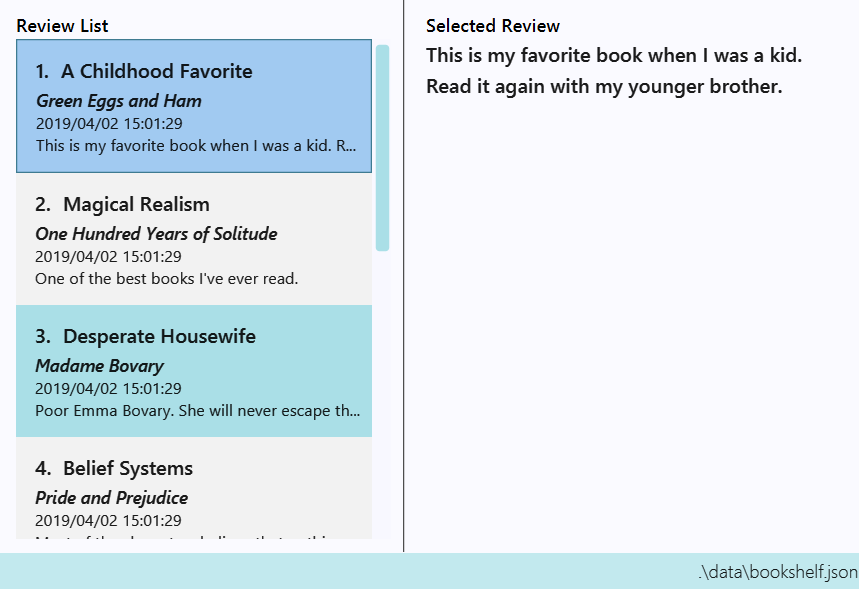 Review List
1. A Childhood Favorite
Green Eggs and Ham
2019/04/02 15:01:29
This is my favorite book when I was a kid. R...
2. Magical Realism
One Hundred Years of Solitude
2019/04/02 15:01:29
One of the best books I've ever read.
3. Desperate Housewife
Madame Bovary
2019/04/02 15:01:29
Poor Emma Bovary. She will never escape th...
4. Belief Systems
Pride and Prejudice
2019/04/02 15:01:29
Selected Review
This is my favorite book when I was a kid.
Read it again with my younger brother.
.\data\bookshelf.json